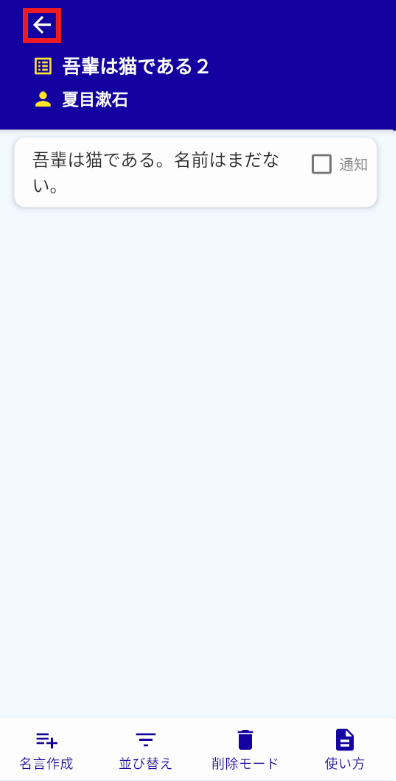 吾輩は猫である２
夏目漱石
吾輩は猫である。名前はまだな
い。
通知
名言作成
並び替え
削除モード
使い方